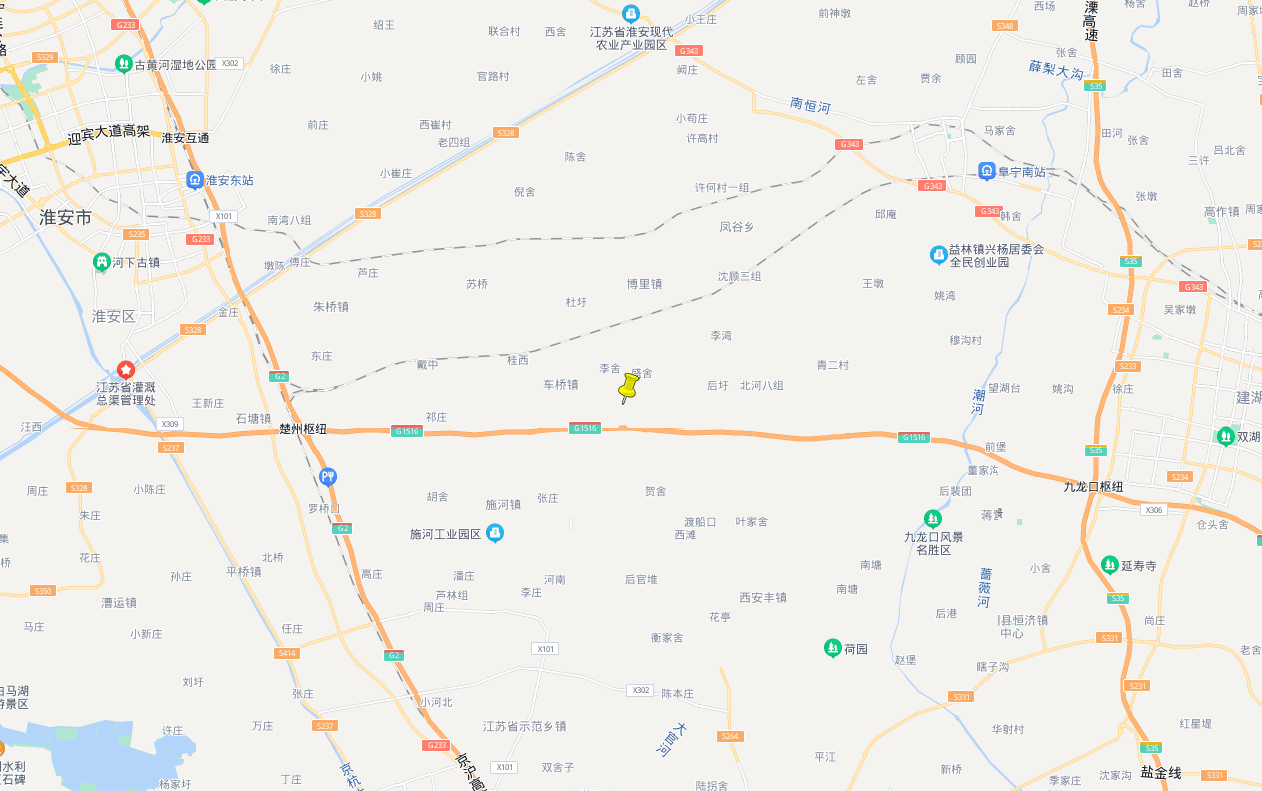 绍王
联合村
西舍
江苏省淮安现代
农业产业园区
小王庄
前神墩
西场
G233
S348
溧
高
速
S329
古黄河湿地公园
X302
徐庄
小姚
官路村
G343
阙庄
左舍
贾余
顾园
张舍
薛梨大沟
田舍
S35
南恒河
迎宾大道高架
淮安互通
前庄
西崔村
老四组
S328
小荀庄
许高村
G343
马家舍
田河
张舍
吕北舍
三许
陈舍
淮安东站
小崔庄
倪舍
许何村一组
G343
阜宁南站
张墩
淮安市
X101
南湾八组
S328
凤谷乡
邱庵
G343
韩舍
高作镇
S235
G233
河下古镇
墩陈
傅庄
芦庄
苏桥
博里镇
沈顾三组
益林镇兴杨居委会
全民创业园
S35
王墩
姚湾
G343
淮安区
金庄
朱桥镇
杜圩
S234
吴家墩
S328
李湾
穆沟村
东庄
戴中
桂西
李舍
盛舍
青二村
S233
江苏省灌溉
总渠管理处
G2
车桥镇
后圩
北河八组
望湖台
姚沟
徐庄
建湖
潮
河
王新庄
石塘镇
祁庄
汪西
X309
楚州枢纽
G1516
G1516
G1516
双湖
S237
前堡
S35
董家沟
S234
周庄
S328
小陈庄
胡舍
施河镇
张庄
贺舍
后裴团
九龙口枢纽
朱庄
罗桥口
G2
施河工业园区
渡船口
西滩
叶家舍
X306
仓头舍
九龙口风景
名胜区
花庄
北桥
平桥镇
孙庄
高庄
潘庄
河南
后官堆
南塘
小舍
延寿寺
S350
漕运镇
芦林组
周庄
李庄
西安丰镇
南塘
蔷
薇
河
S35
马庄
小新庄
任庄
花亭
后港
县恒济镇
中心
尚庄
衡家舍
S331
S414
G2
X101
荷园
赵堡
瞎子沟
老舍
刘圩
张庄
小河北
X302
陈本庄
S331
S231
许庄
万庄
S237
江苏省示范乡镇
大
官
河
S264
华射村
红星堤
G233
S35
平江
丁庄
杨家圩
X101
双舍子
陆拐舍
新桥
季家庄
沈家沟
盐金线
S331